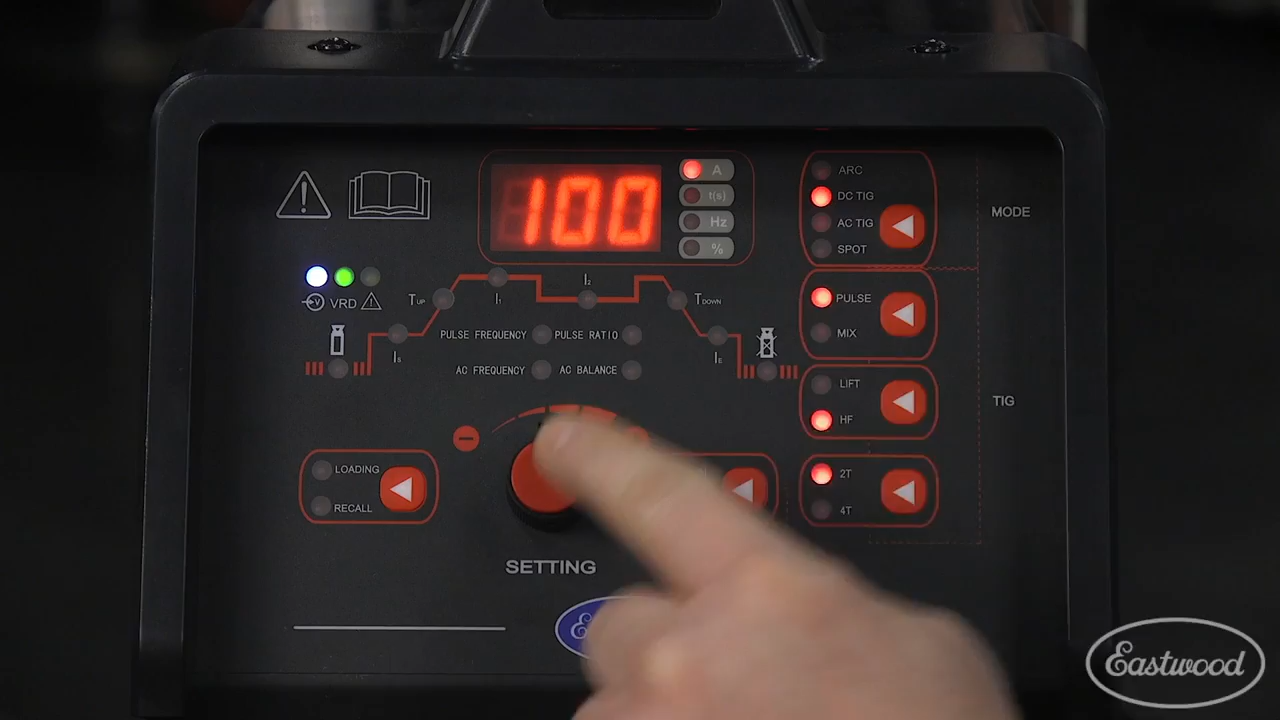 100
A
t(s)
Hz
%
ARC
DC TIG
AC TIG
SPOT
MODE
V VRD
TUP
I1
I2
TDOWN
IS
IE
PULSE FREQUENCY
PULSE RATIO
AC FREQUENCY
AC BALANCE
PULSE
MIX
LIFT
HF
TIG
2T
4T
LOADING
RECALL
SETTING
E
Eastwood